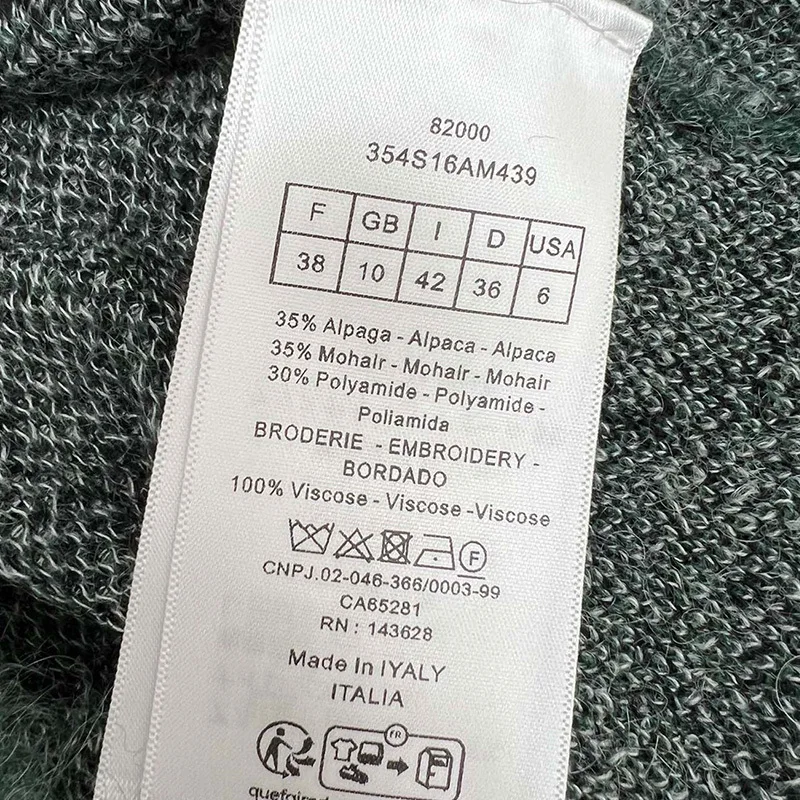 82000
354S16AM439
F GB I D USA
38 10 42 36 6
35% Alpaga - Alpaca - Alpaca
35% Mohair - Mohair - Mohair
30% Polyamide - Polyamide -
Poliamida
BRODERIE - EMBROIDERY -
BORDADO
100% Viscose - Viscose -Viscose
F
CNPJ.02-046-366/0003-99
CA65281
RN : 143628
Made In IYALY
ITALIA
FR